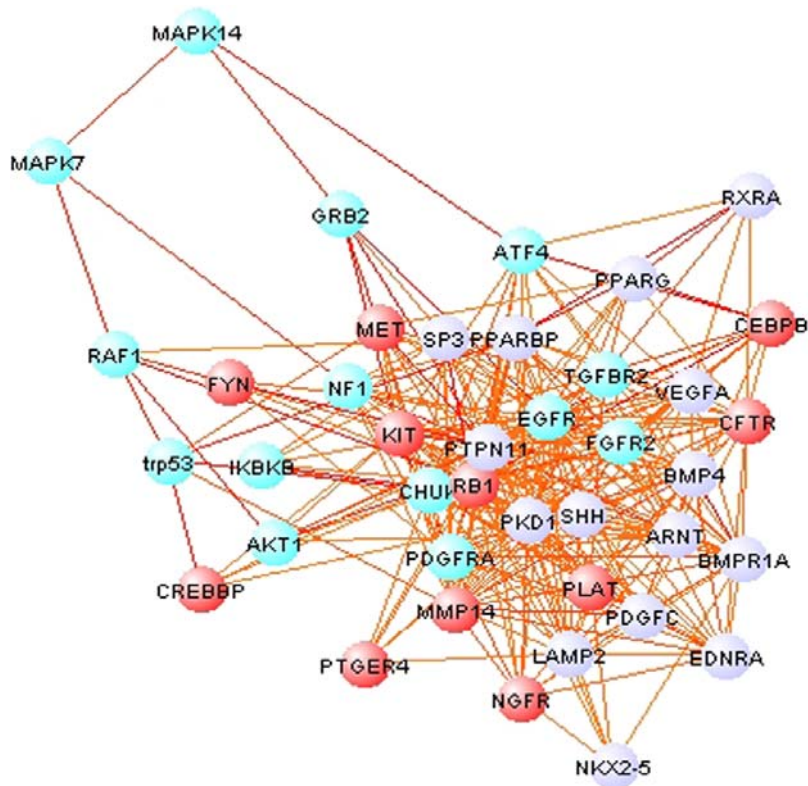 MAPK14
MAPK7
GRB2
RXRA
ATF4
PPARG
MET
SP3
PPARBP
CEBPB
RAF1
FYN
NF1
TGFBR2
VEGFA
EGFR
CFTR
KIT
PTPN11
FGFR2
trp53
IKBKB
CHUK
RB1
BMP4
PKD1
SHH
ARNT
AKT1
PDGFRA
BMPR1A
CREBBP
MMP14
PLAT
PDGFC
PTGER4
LAMP2
EDNRA
NGFR
NKX2-5